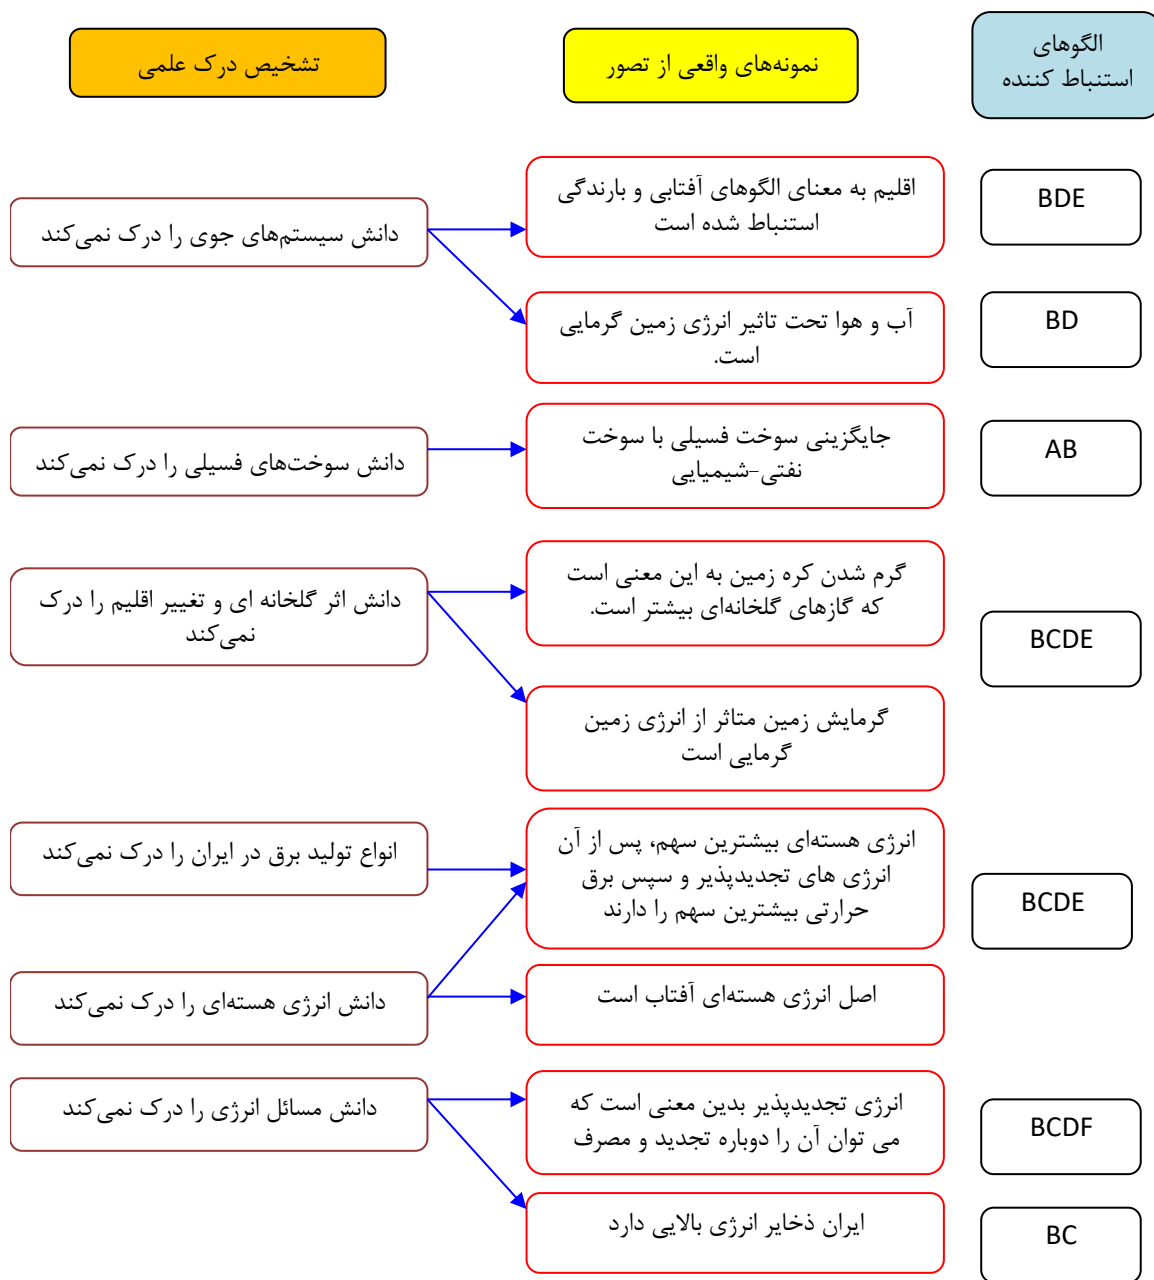 الگوهای
استنباط کننده
نمونه‌های واقعی از تصور
تشخیص درک علمی
BDE
اقلیم به معنای الگوهای آفتابی و بارندگی
استنباط شده است
دانش سیستم‌های جوی را درک نمی‌کند
BD
آب و هوا تحت تاثیر انرژی زمین گرمایی
است.
AB
جایگزینی سوخت فسیلی با سوخت
نفتی-شیمیایی
دانش سوخت‌های فسیلی را درک نمی‌کند
BCDE
گرم شدن کره زمین به این معنی است
که گازهای گلخانه‌ای بیشتر است.
دانش اثر گلخانه ای و تغییر اقلیم را درک
نمی‌کند
گرمایش زمین متاثر از انرژی زمین
گرمایی است
BCDE
انرژی هسته‌ای بیشترین سهم، پس از آن
انرژی های تجدیدپذیر و سپس برق
حرارتی بیشترین سهم را دارند
انواع تولید برق در ایران را درک نمی‌کند
اصل انرژی هسته‌ای آفتاب است
دانش انرژی هسته‌ای را درک نمی‌کند
BCDF
انرژی تجدیدپذیر بدین معنی است که
می توان آن را دوباره تجدید و مصرف
دانش مسائل انرژی را درک نمی‌کند
BC
ایران ذخایر انرژی بالایی دارد